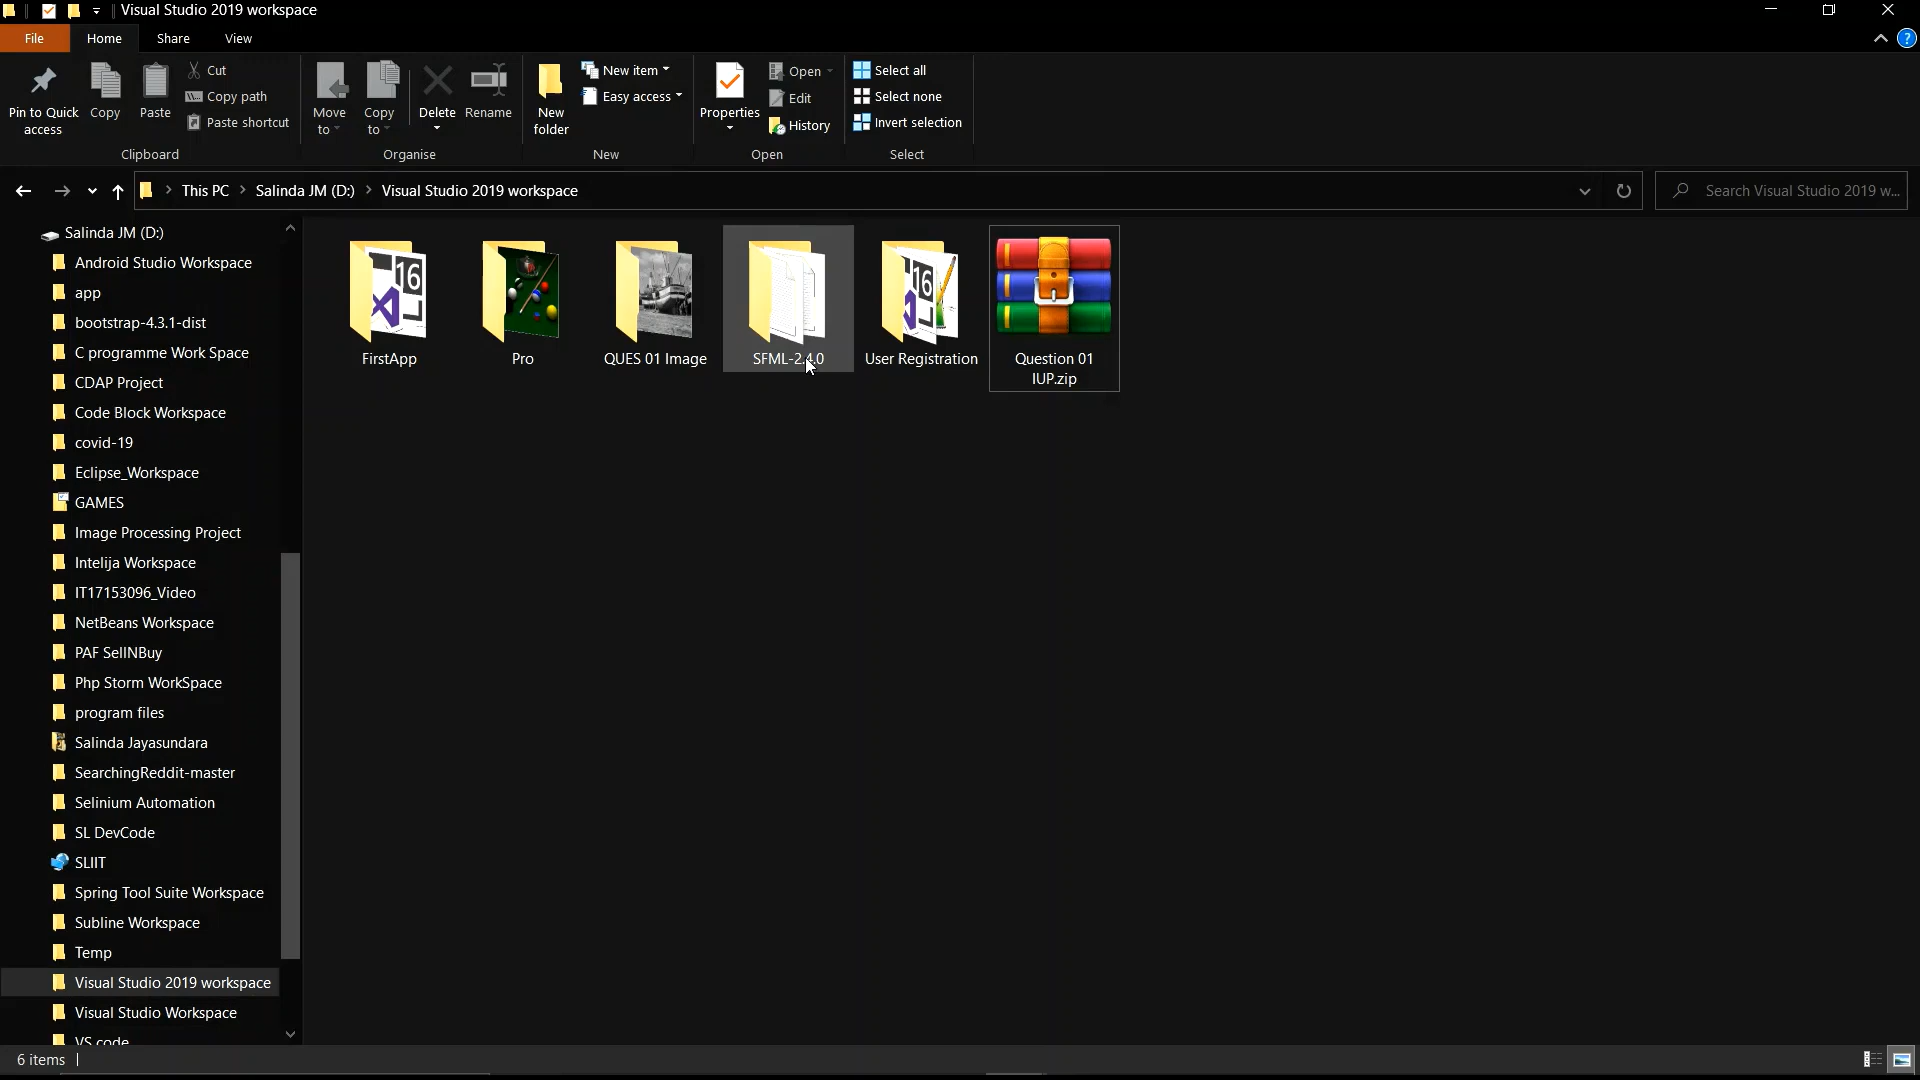 Visual Studio 2019 workspace
File Home Share View
Pin to Quick access
Copy
Paste
Cut
Copy path
Paste shortcut
Clipboard
Move to
Copy to
Delete
Rename
Organise
New folder
New item
Easy access
New
Properties
Open
Edit
History
Open
Select all
Select none
Invert selection
Select
This PC > Salinda JM (D:) > Visual Studio 2019 workspace
Search Visual Studio 2019 w...
Salinda JM (D:)
Android Studio Workspace
app
bootstrap-4.3.1-dist
C programme Work Space
CDAP Project
Code Block Workspace
covid-19
Eclipse_Workspace
GAMES
Image Processing Project
Intelija Workspace
IT17153096_Video
NetBeans Workspace
PAF SellNBuy
Php Storm WorkSpace
program files
Salinda Jayasundara
SearchingReddit-master
Selinium Automation
SL DevCode
SLIIT
Spring Tool Suite Workspace
Subline Workspace
Temp
Visual Studio 2019 workspace
Visual Studio Workspace
VS code
16
16
FirstApp
Pro
QUES 01 Image
SFML-2.4.0
User Registration
Question 01
IUP.zip
6 items